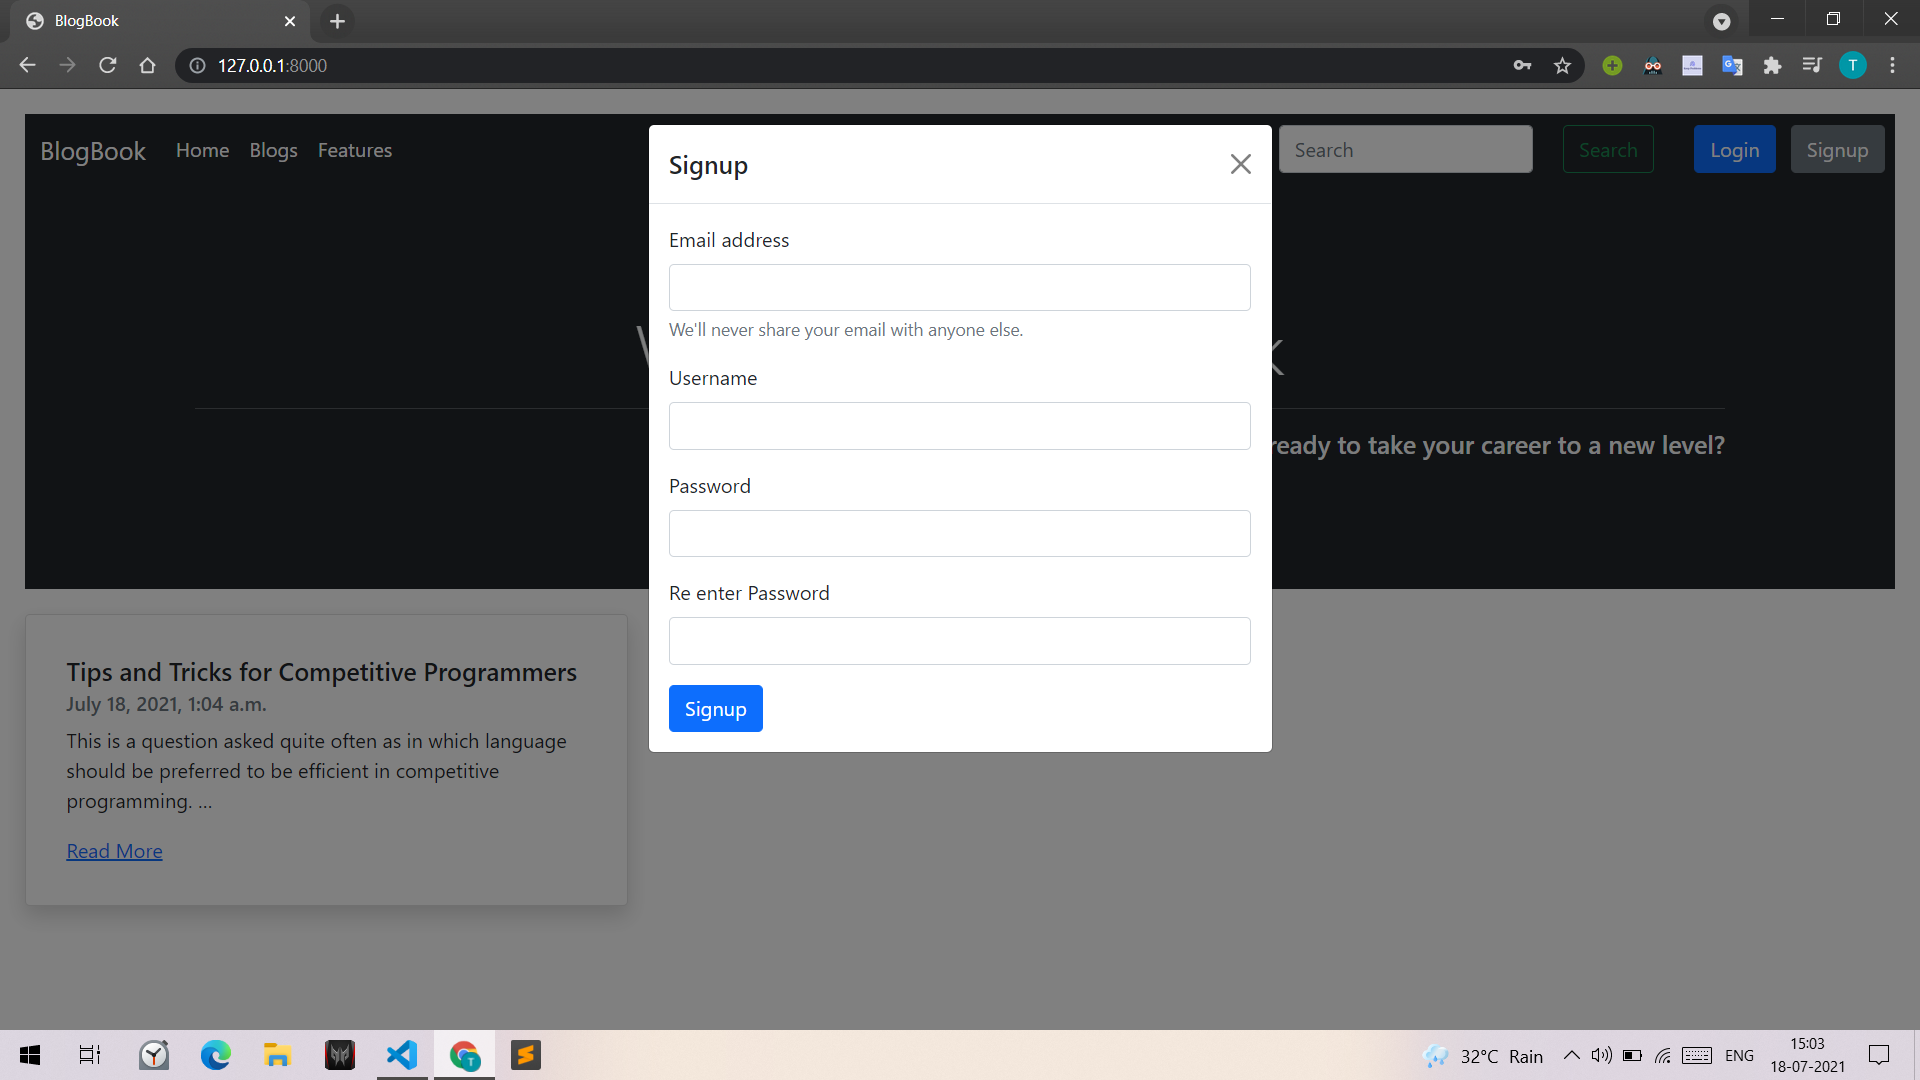 BlogBook
127.0.0.1:8000
T
BlogBook Home Blogs Features
Search Search Login Signup
Signup
Email address
We'll never share your email with anyone else.
Username
ready to take your career to a new level?
Password
Re enter Password
Signup
Tips and Tricks for Competitive Programmers
July 18, 2021, 1:04 a.m.
This is a question asked quite often as in which language
should be preferred to be efficient in competitive
programming. ...
Read More
32°C Rain
ENG
15:03
18-07-2021